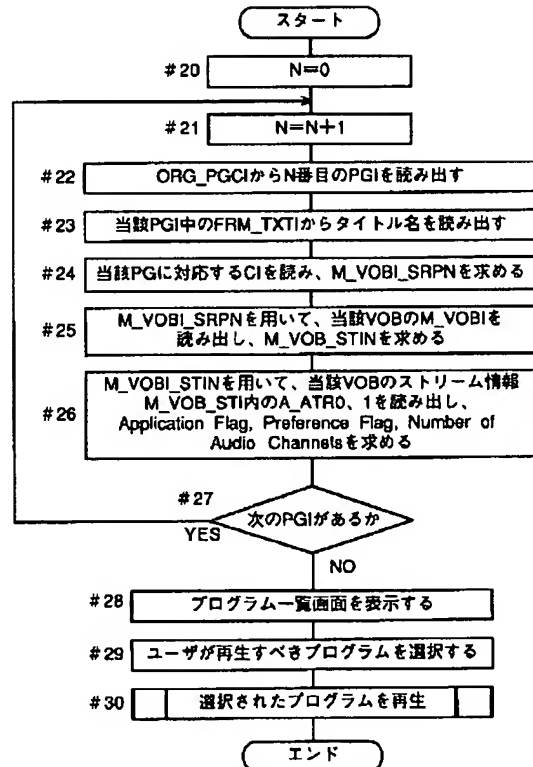 スタート
#20
N=0
#21
N=N+1
#22
ORG_PGCIからN番目のPGIを読み出す
#23
当該PGI中のFRM_TXTIからタイトル名を読み出す
#24
当該PGに対応するCIを読み、M_VOBI_SRPNを求める
#25
M_VOBI_SRPNを用いて、当該VOBのM_VOBIを
読み出し、M_VOB_STINを求める
#26
M_VOBI_STINを用いて、当該VOBのストリーム情報
M_VOB_STI内のA_ATR0、1を読み出し、
Application Flag, Preference Flag, Number of
Audio Channelsを求める
#27
次のPGIがあるか
YES
NO
#28
プログラム一覧画面を表示する
#29
ユーザが再生すべきプログラムを選択する
#30
選択されたプログラムを再生
エンド